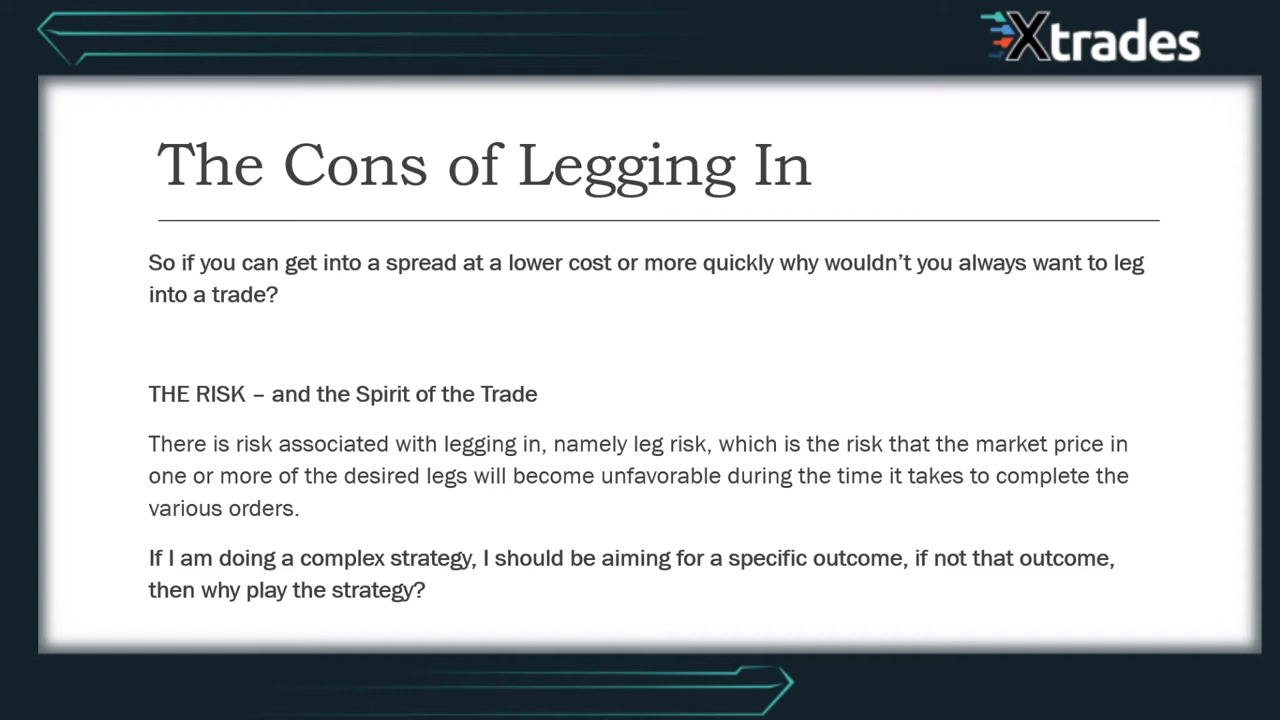 Xtrades
The Cons of Legging In
So if you can get into a spread at a lower cost or more quickly why wouldn’t you always want to leg
into a trade?
THE RISK – and the Spirit of the Trade
There is risk associated with legging in, namely leg risk, which is the risk that the market price in
one or more of the desired legs will become unfavorable during the time it takes to complete the
various orders.
If I am doing a complex strategy, I should be aiming for a specific outcome, if not that outcome,
then why play the strategy?